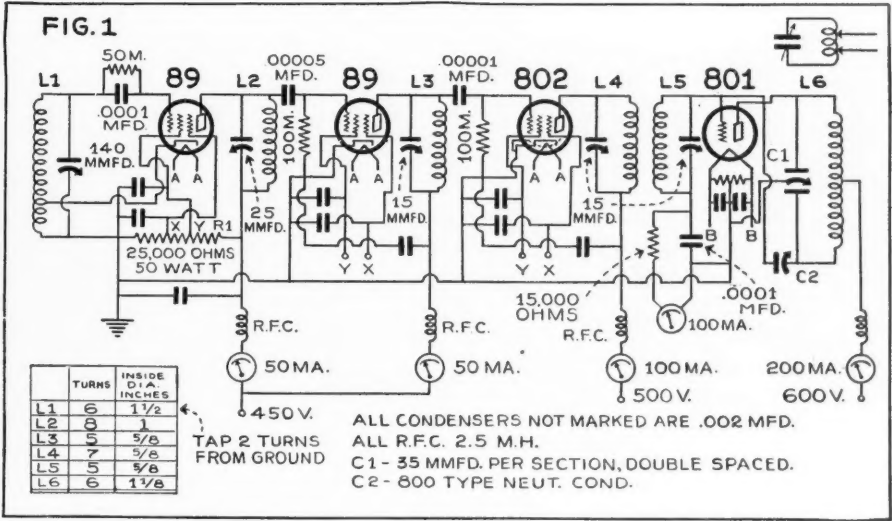 FIG. 1
50 M.
L1
89
.0001
MFD.
140
MMFD.
A A
X Y R1
25,000 OHMS
50 WATT
L2
25
MMFD.
.00005
MFD.
100M.
89
A A
L3
15
MMFD.
Y X
.00001
MFD.
100M.
802
A A
L4
15
MMFD.
Y X
L5
801
C1
L6
B B
C2
15,000
OHMS
.0001
MFD.
100 MA.
R.F.C.
R.F.C.
R.F.C.
50 MA.
50 MA.
100 MA.
200 MA.
450 V.
500 V.
600 V.
TURNS INSIDE DIA. INCHES
L1 6 1 1/2
L2 8 1
L3 5 5/8
L4 7 5/8
L5 5 5/8
L6 6 1 1/8
TAP 2 TURNS
FROM GROUND
ALL CONDENSERS NOT MARKED ARE .002 MFD.
ALL R.F.C. 2.5 M.H.
C1 - 35 MMFD. PER SECTION, DOUBLE SPACED.
C2 - 800 TYPE NEUT. COND.